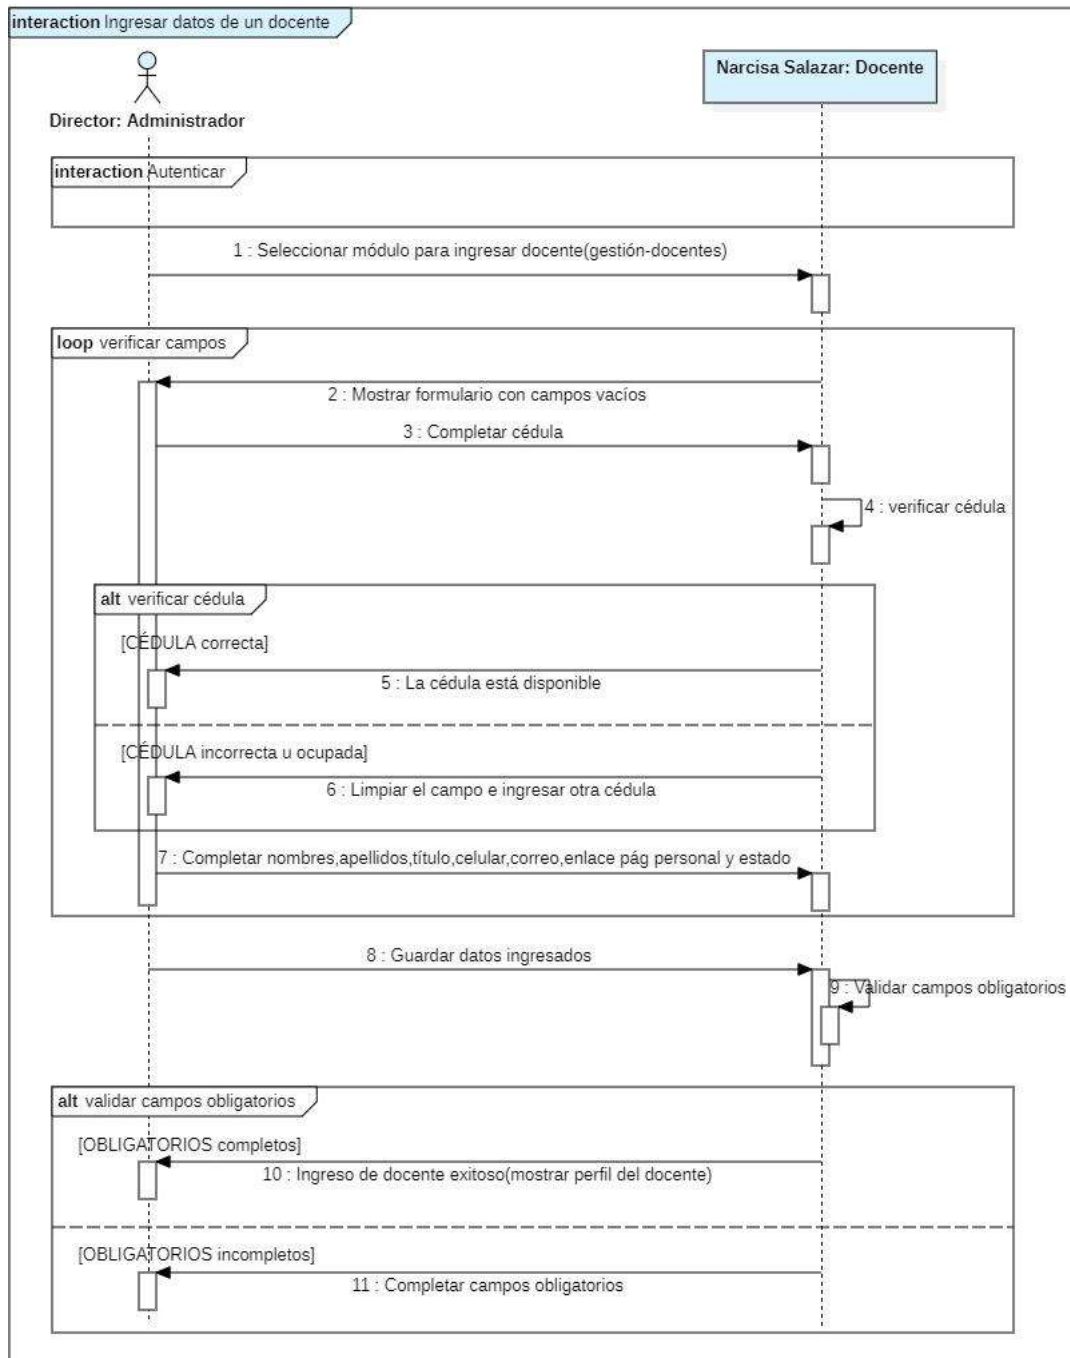 interaction Ingresar datos de un docente
Narcisa Salazar: Docente
Director: Administrador
interaction Autenticar
1 : Seleccionar módulo para ingresar docente(gestión-docentes)
loop verificar campos
2 : Mostrar formulario con campos vacíos
3 : Completar cédula
4 : verificar cédula
alt verificar cédula
[CÉDULA correcta]
5 : La cédula está disponible
[CÉDULA incorrecta u ocupada]
6 : Limpiar el campo e ingresar otra cédula
7 : Completar nombres,apellidos,título,celular,correo,enlace pág personal y estado
8 : Guardar datos ingresados
9 : Validar campos obligatorios
alt validar campos obligatorios
[OBLIGATORIOS completos]
10 : Ingreso de docente exitoso(mostrar perfil del docente)
[OBLIGATORIOS incompletos]
11 : Completar campos obligatorios